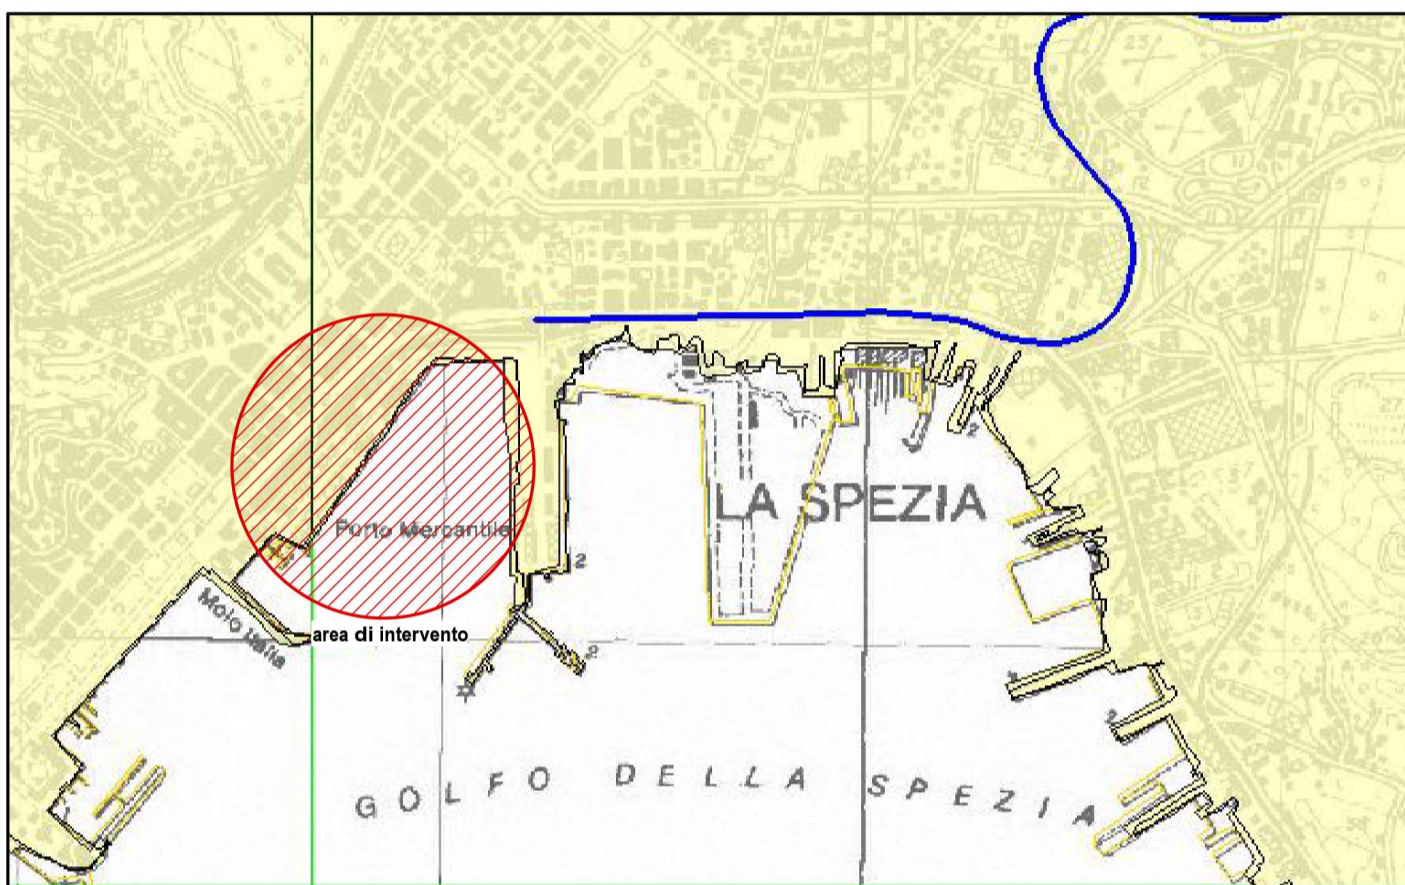 LA SPEZIA
Porto Mercantile
2
2
Molo Italia
area di intervento
2
2
GOLFO DELLA SPEZIA